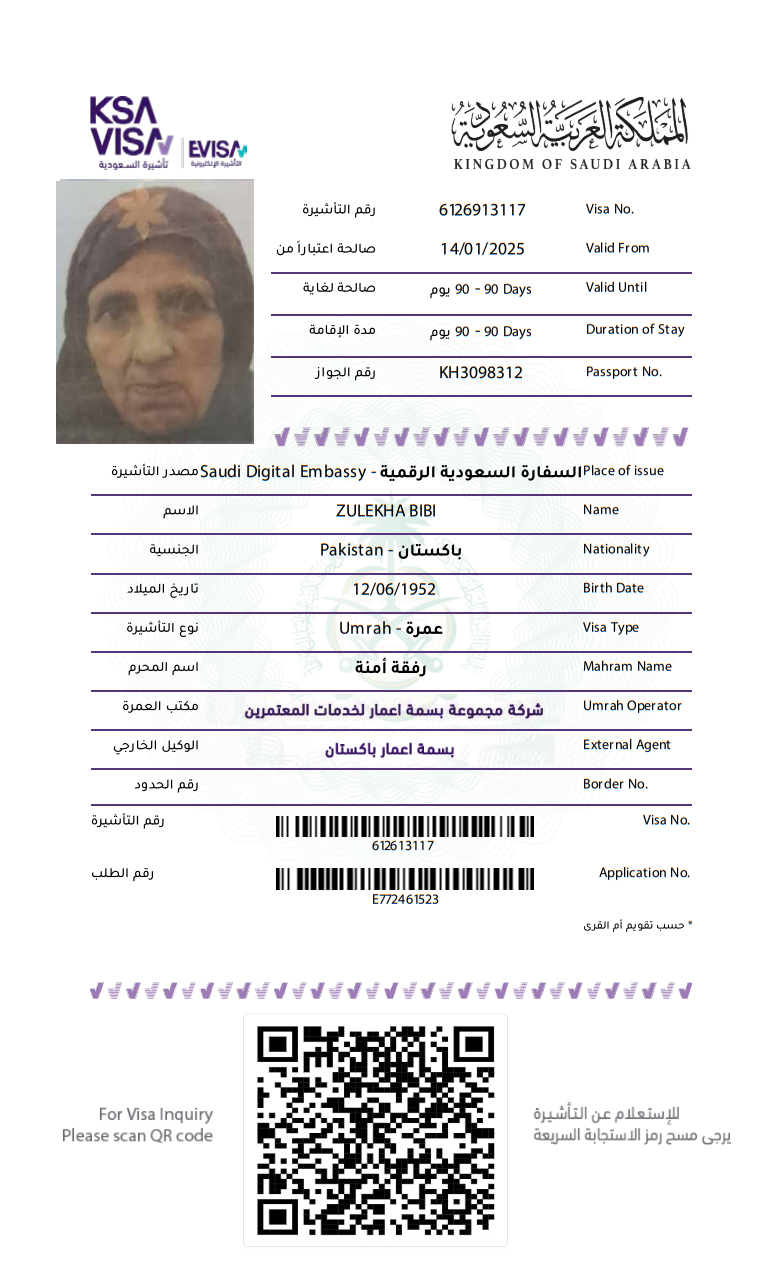 KSA
VISA
تأشيرة السعودية
EVISA
التأشيرة الإلكترونية
المملكة العربية السعودية
KINGDOM OF SAUDI ARABIA
Visa No. 6126913117 رقم التأشيرة
Valid From 14/01/2025 صالحة اعتباراً من
Valid Until 90 يوم - 90 Days صالحة لغاية
Duration of Stay 90 يوم - 90 Days مدة الإقامة
Passport No. KH3098312 رقم الجواز
Place of issue السفارة السعودية الرقمية - Saudi Digital Embassy مصدر التأشيرة
Name ZULEKHA BIBI الاسم
Nationality باكستان - Pakistan الجنسية
Birth Date 12/06/1952 تاريخ الميلاد
Visa Type عمرة - Umrah نوع التأشيرة
Mahram Name رفقة أمنة اسم المحرم
Umrah Operator شركة مجموعة بسمة اعمار لخدمات المعتمرين مكتب العمرة
External Agent بسمة اعمار باكستان الوكيل الخارجي
Border No. رقم الحدود
Visa No. رقم التأشيرة
612613117
Application No. رقم الطلب
E772461523
* حسب تقويم أم القرى
For Visa Inquiry
Please scan QR code
للإستعلام عن التأشيرة
يرجى مسح رمز الاستجابة السريعة